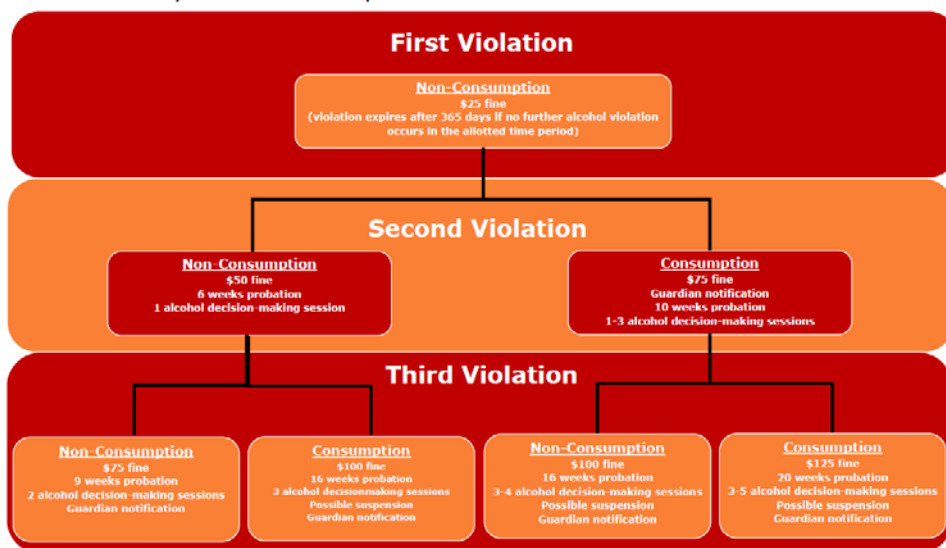 First Violation
Non-Consumption
$25 fine
(violation expires after 365 days if no further alcohol violation
occurs in the allotted time period)
Second Violation
Non-Consumption
$50 fine
6 weeks probation
1 alcohol decision-making session
Consumption
$75 fine
Guardian notification
10 weeks probation
1-3 alcohol decision-making sessions
Third Violation
Non-Consumption
$75 fine
9 weeks probation
2 alcohol decision-making sessions
Guardian notification
Consumption
$100 fine
16 weeks probation
3 alcohol decisionmaking sessions
Possible suspension
Guardian notification
Non-Consumption
$100 fine
16 weeks probation
3-4 alcohol decision-making sessions
Possible suspension
Guardian notification
Consumption
$125 fine
20 weeks probation
3-5 alcohol decision-making sessions
Possible suspension
Guardian notification